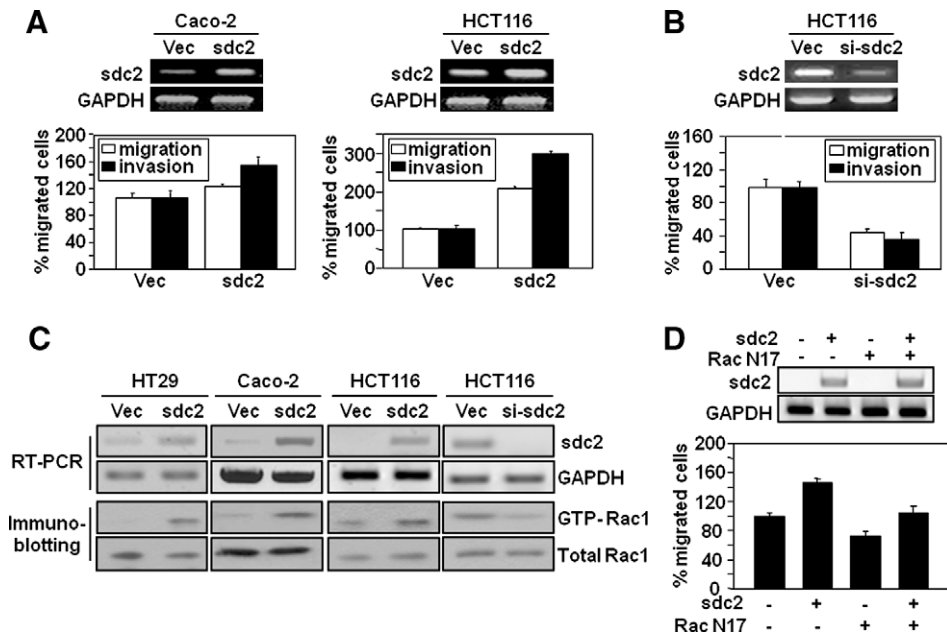 A
Caco-2
Vec sdc2
sdc2
GAPDH
% migrated cells
200
160
120
80
40
0
migration
invasion
Vec sdc2
HCT116
Vec sdc2
sdc2
GAPDH
% migrated cells
300
200
100
0
migration
invasion
Vec sdc2
B
HCT116
Vec si-sdc2
sdc2
GAPDH
% migrated cells
160
120
80
40
0
migration
invasion
Vec si-sdc2
C
HT29 Caco-2 HCT116 HCT116
Vec sdc2 Vec sdc2 Vec sdc2 Vec si-sdc2
RT-PCR
sdc2
GAPDH
Immuno-
blotting
GTP-Rac1
Total Rac1
D
sdc2 - + - +
Rac N17 - - + +
sdc2
GAPDH
% migrated cells
200
160
120
80
40
0
sdc2 - + - +
Rac N17 - - + +